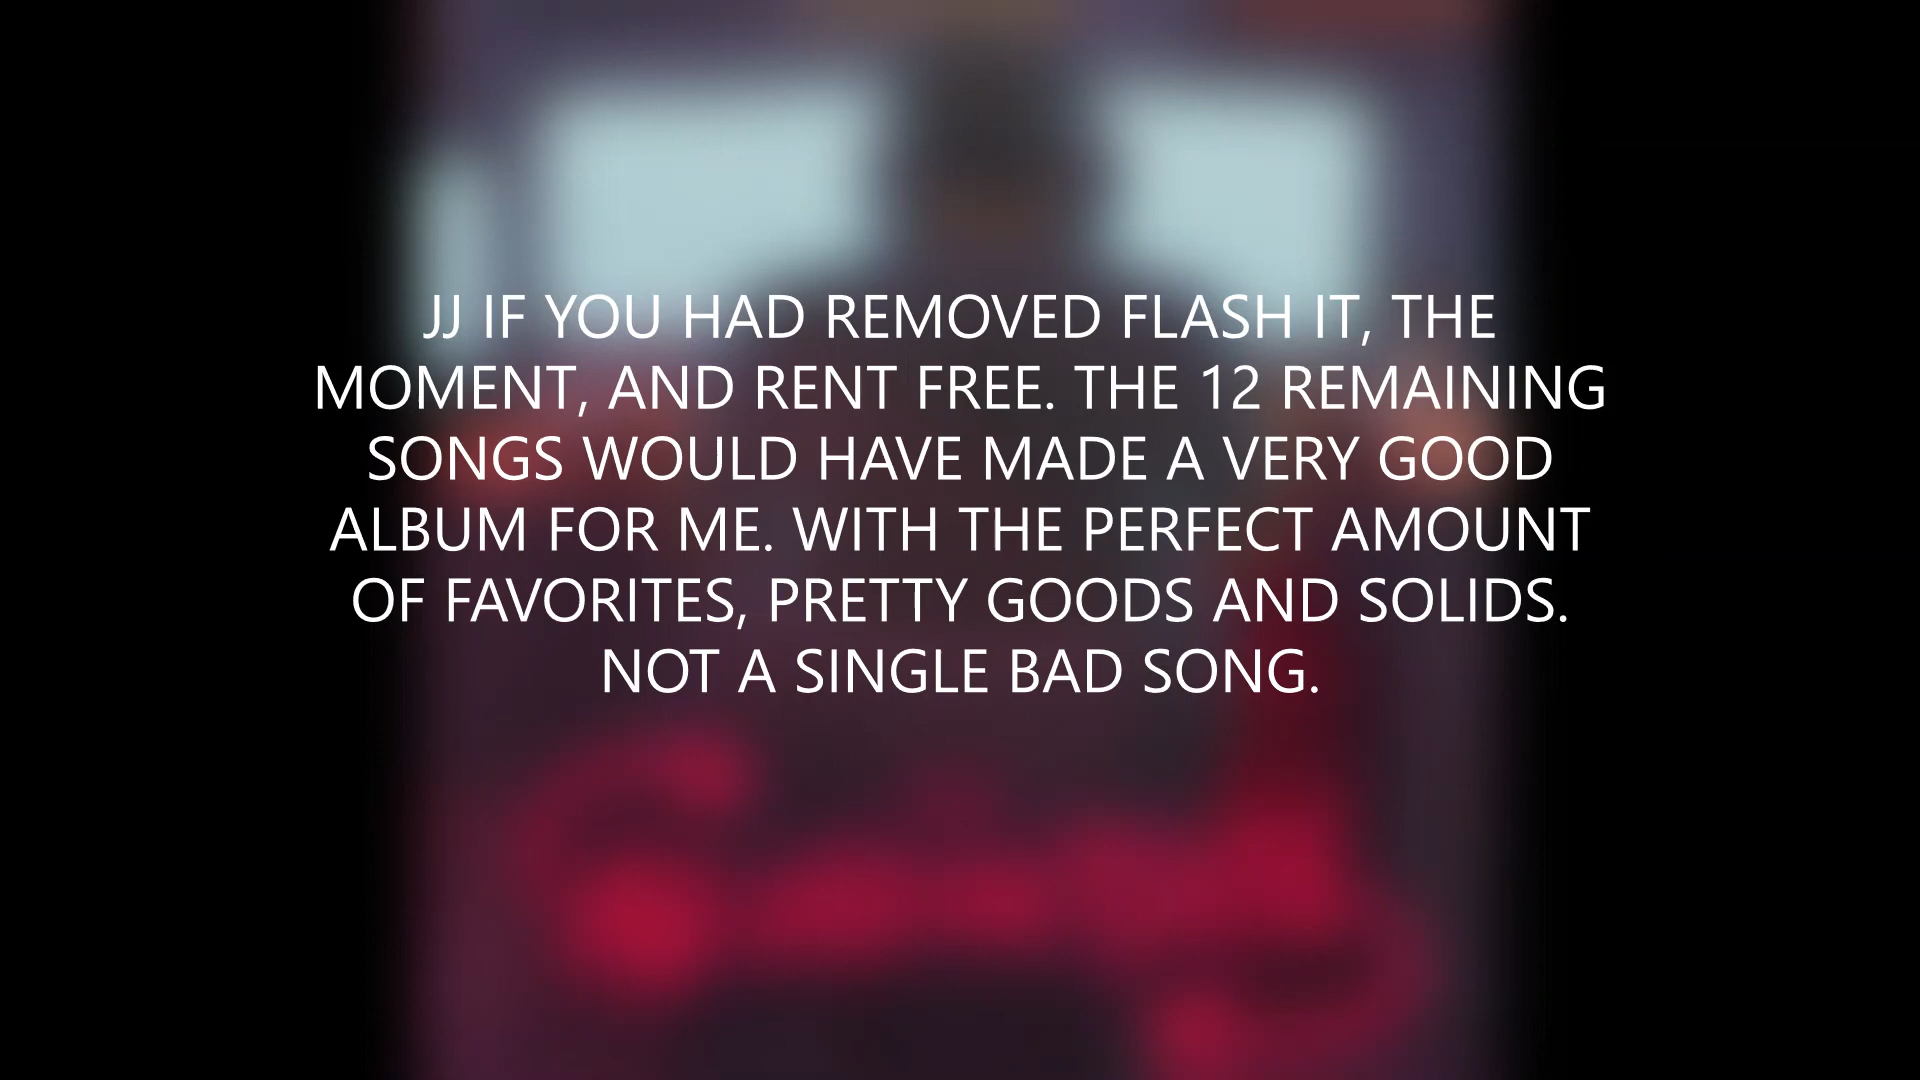 JJ IF YOU HAD REMOVED FLASH IT, THE
MOMENT, AND RENT FREE. THE 12 REMAINING
SONGS WOULD HAVE MADE A VERY GOOD
ALBUM FOR ME. WITH THE PERFECT AMOUNT
OF FAVORITES, PRETTY GOODS AND SOLIDS.
NOT A SINGLE BAD SONG.